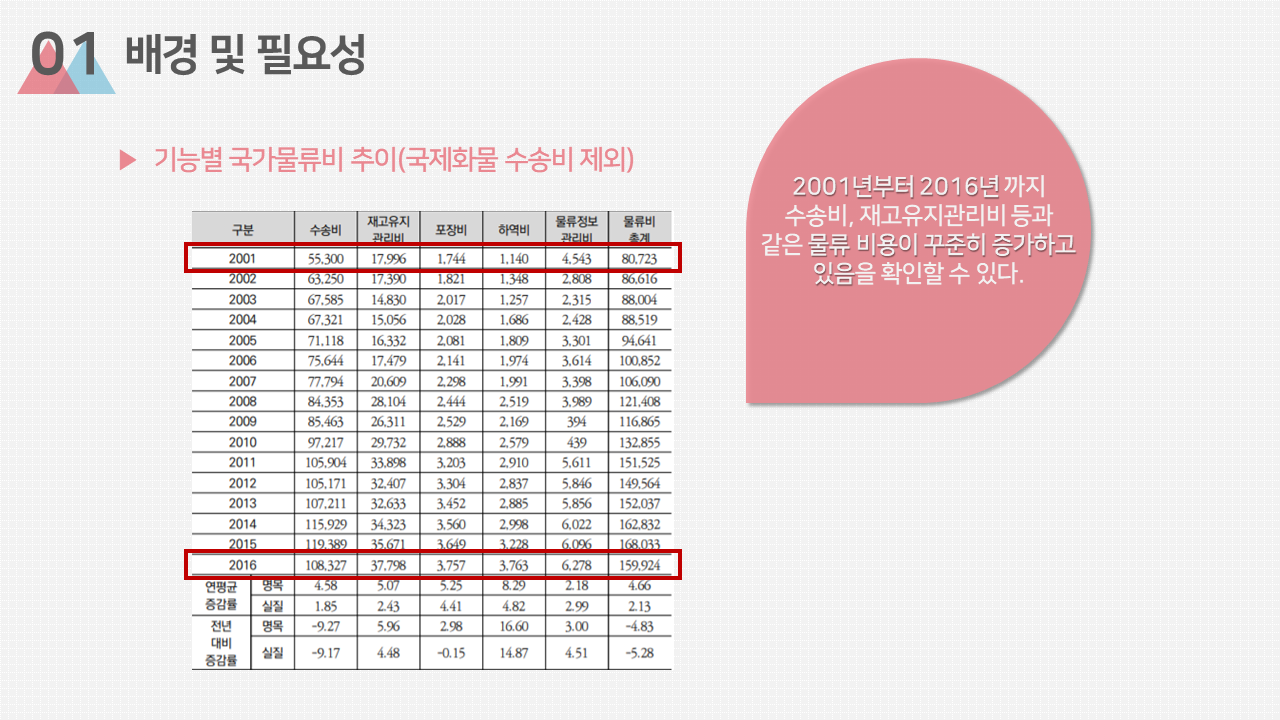 01 배경 및 필요성
▶ 기능별 국가물류비 추이(국제화물 수송비 제외)
2001년부터 2016년 까지
수송비, 재고유지관리비 등과
같은 물류 비용이 꾸준히 증가하고
있음을 확인할 수 있다.
구분 수송비 재고유지 관리비 포장비 하역비 물류정보 관리비 물류비 총계
2001 55,300 17,996 1,744 1,140 4,543 80,723
2002 63,250 17,390 1,821 1,348 2,808 86,616
2003 67,585 14,830 2,017 1,257 2,315 88,004
2004 67,321 15,056 2,028 1,686 2,428 88,519
2005 71,118 16,332 2,081 1,809 3,301 94,641
2006 75,644 17,479 2,141 1,974 3,614 100,852
2007 77,794 20,609 2,298 1,991 3,398 106,090
2008 84,353 28,104 2,444 2,519 3,989 121,408
2009 85,463 26,311 2,529 2,169 394 116,865
2010 97,217 29,732 2,888 2,579 439 132,855
2011 105,904 33,898 3,203 2,910 5,611 151,525
2012 105,171 32,407 3,304 2,837 5,846 149,564
2013 107,211 32,633 3,452 2,885 5,856 152,037
2014 115,929 34,323 3,560 2,998 6,022 162,832
2015 119,389 35,671 3,649 3,228 6,096 168,033
2016 108,327 37,798 3,757 3,763 6,278 159,924
연평균 증감률 명목 4.58 5.07 5.25 8.29 2.18 4.66
실질 1.85 2.43 4.41 4.82 2.99 2.13
전년 대비 증감률 명목 -9.27 5.96 2.98 16.60 3.00 -4.83
실질 -9.17 4.48 -0.15 14.87 4.51 -5.28